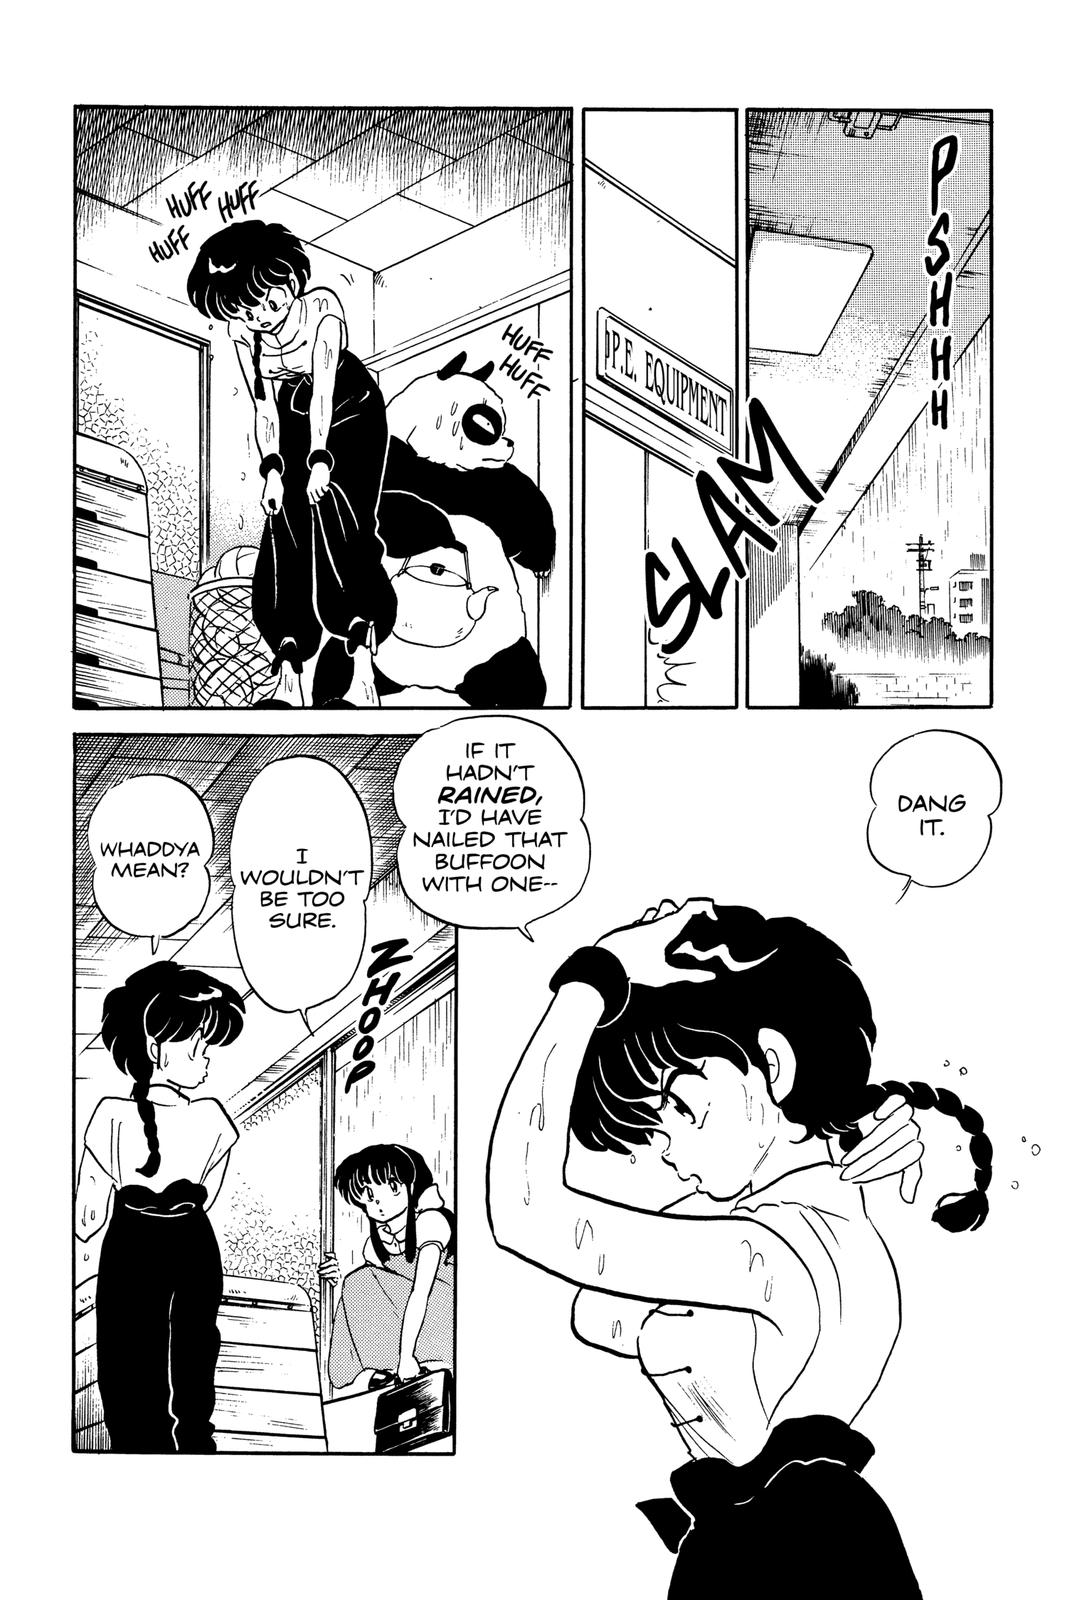 PSHHH
P.E. EQUIPMENT
SLAM
HUFF
HUFF
HUFF
HUFF
HUFF
DANG
IT.
IF IT
HADN'T
RAINED,
I'D HAVE
NAILED THAT
BUFFOON
WITH ONE--
ZHOOP
I
WOULDN'T
BE TOO
SURE.
WHADDYA
MEAN?